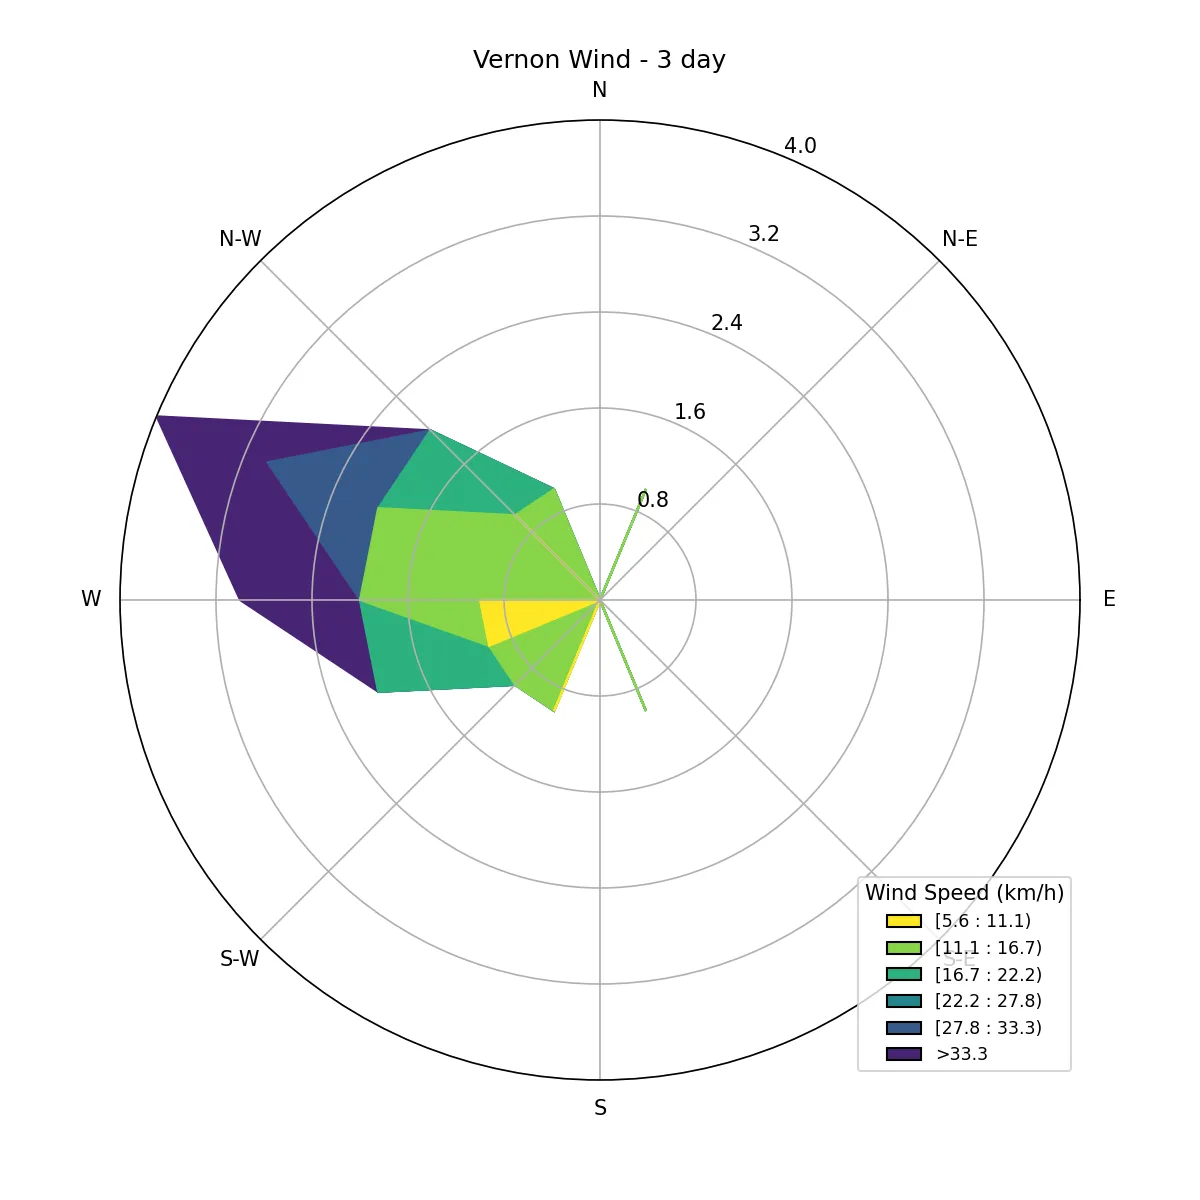 Vernon Wind - 3 day
N
4.0
N-W
3.2
N-E
2.4
1.6
0.8
W
E
S-W
S-E
S
Wind Speed (km/h)
[5.6 : 11.1)
[11.1 : 16.7)
[16.7 : 22.2)
[22.2 : 27.8)
[27.8 : 33.3)
>33.3